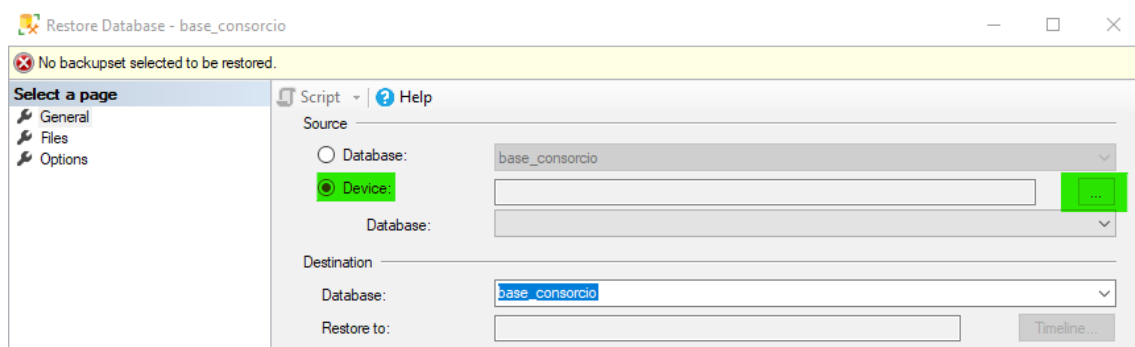 Restore Database - base_consorcio
No backupset selected to be restored.
Select a page
General
Files
Options
Script Help
Source
Database: base_consorcio
Device: ...
Database:
Destination
Database: base_consorcio
Restore to: Timeline...